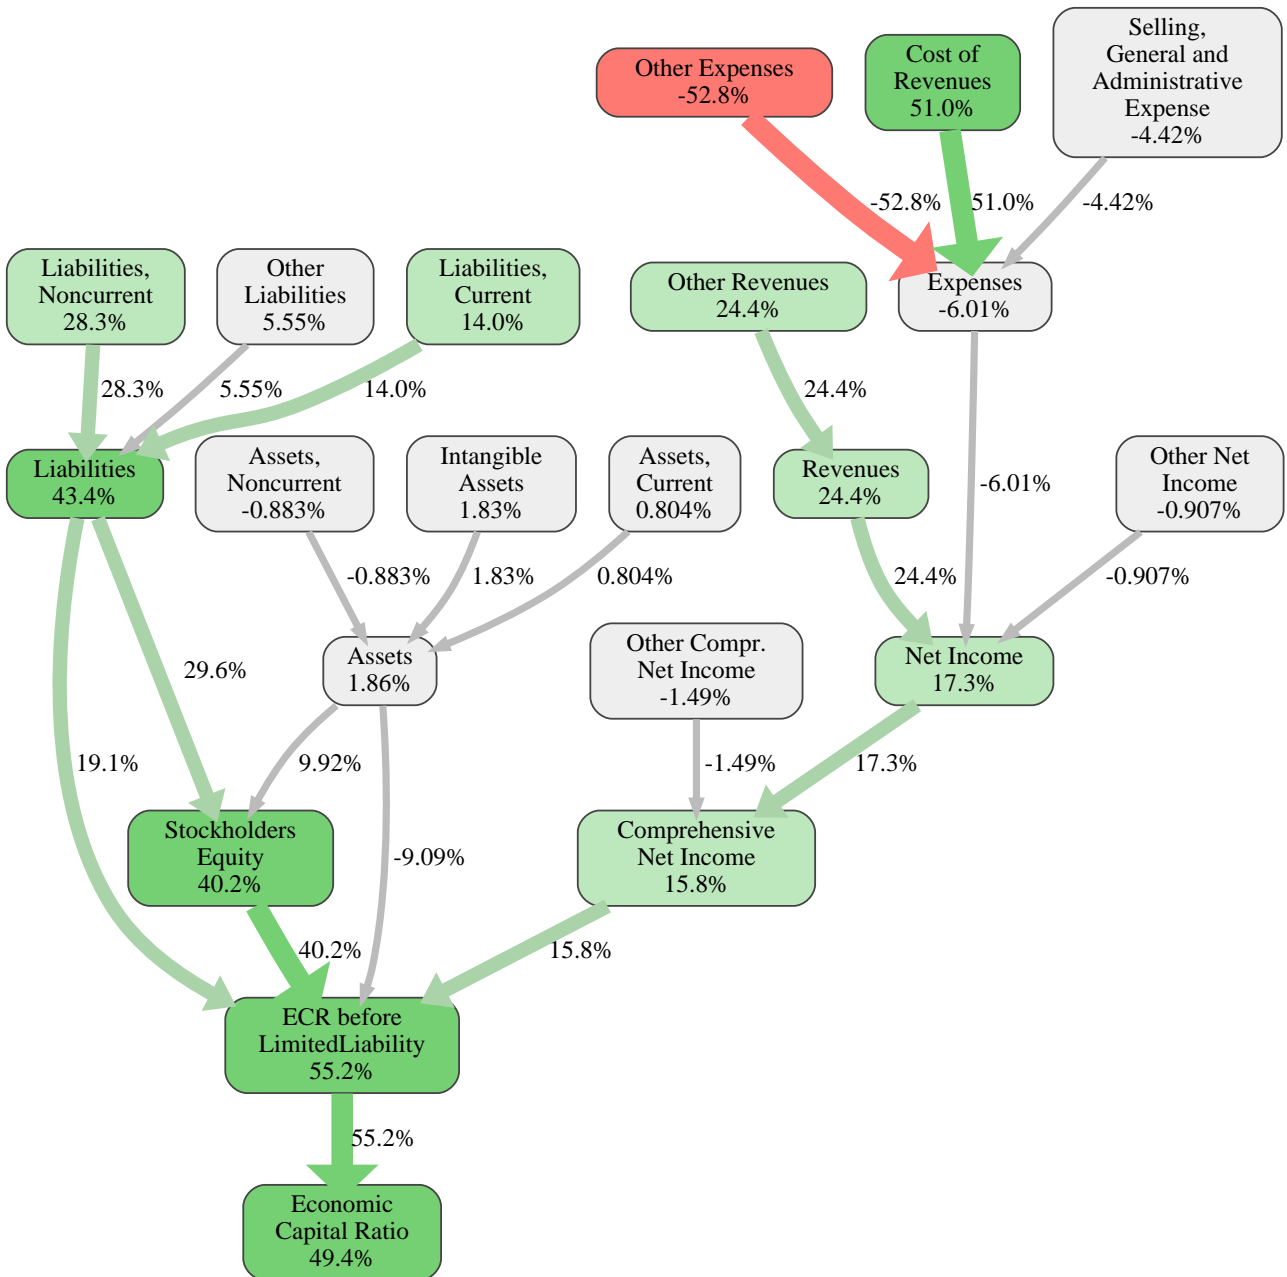 Selling,
General and
Administrative
Expense
-4.42%
Cost of
Revenues
51.0%
Other Expenses
-52.8%
-52.8%
51.0%
-4.42%
Liabilities,
Noncurrent
28.3%
Other
Liabilities
5.55%
Liabilities,
Current
14.0%
Other Revenues
24.4%
Expenses
-6.01%
28.3%
5.55%
14.0%
24.4%
Liabilities
43.4%
Assets,
Noncurrent
-0.883%
Intangible
Assets
1.83%
Assets,
Current
0.804%
Revenues
24.4%
-6.01%
Other Net
Income
-0.907%
-0.883%
1.83%
0.804%
24.4%
-0.907%
29.6%
Assets
1.86%
Other Compr.
Net Income
-1.49%
Net Income
17.3%
19.1%
9.92%
-1.49%
17.3%
Stockholders
Equity
40.2%
-9.09%
Comprehensive
Net Income
15.8%
40.2%
15.8%
ECR before
LimitedLiability
55.2%
55.2%
Economic
Capital Ratio
49.4%